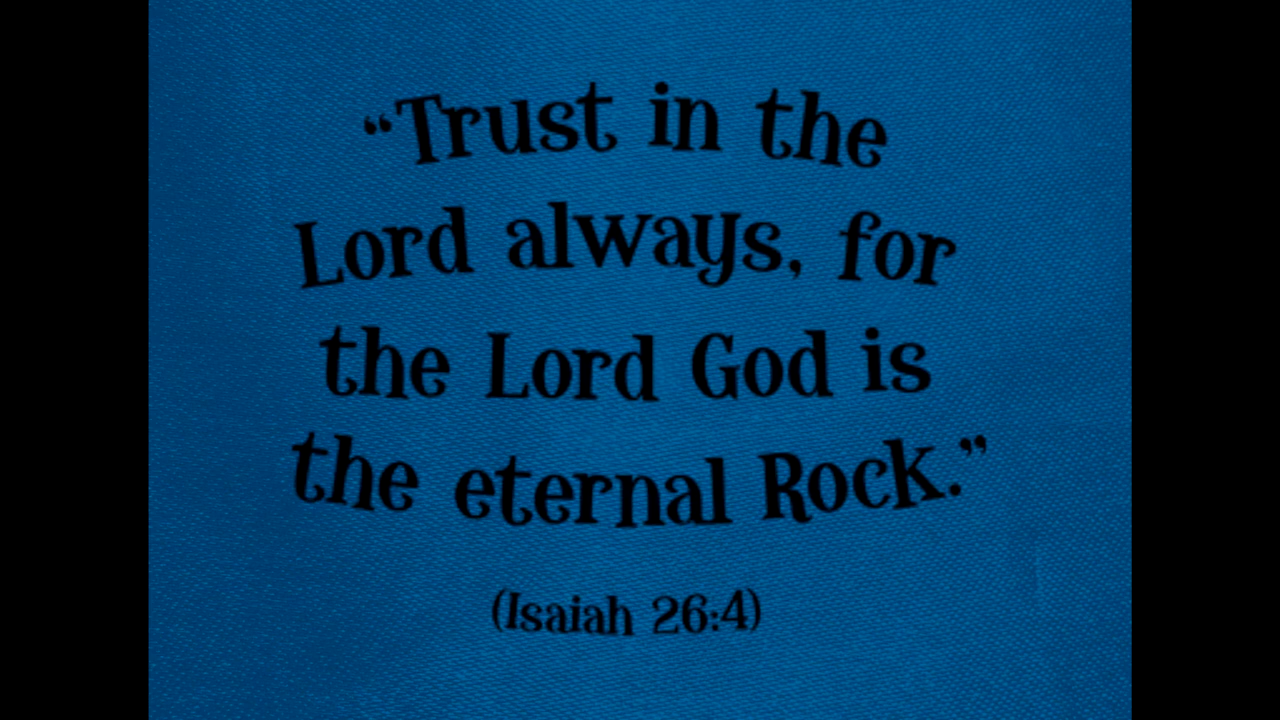 “Trust in the
Lord always, for
the Lord God is
the eternal Rock.”
(Isaiah 26:4)